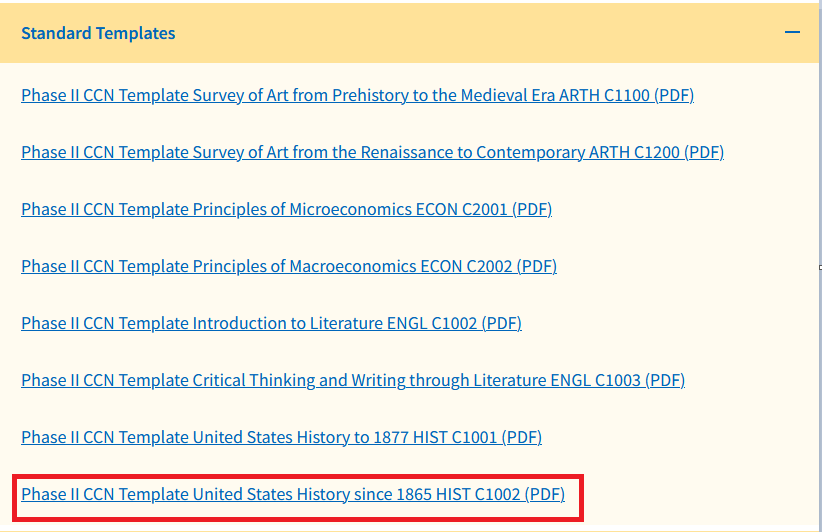 Standard Templates
Phase II CCN Template Survey of Art from Prehistory to the Medieval Era ARTH C1100 (PDF)
Phase II CCN Template Survey of Art from the Renaissance to Contemporary ARTH C1200 (PDF)
Phase II CCN Template Principles of Microeconomics ECON C2001 (PDF)
Phase II CCN Template Principles of Macroeconomics ECON C2002 (PDF)
Phase II CCN Template Introduction to Literature ENGL C1002 (PDF)
Phase II CCN Template Critical Thinking and Writing through Literature ENGL C1003 (PDF)
Phase II CCN Template United States History to 1877 HIST C1001 (PDF)
Phase II CCN Template United States History since 1865 HIST C1002 (PDF)